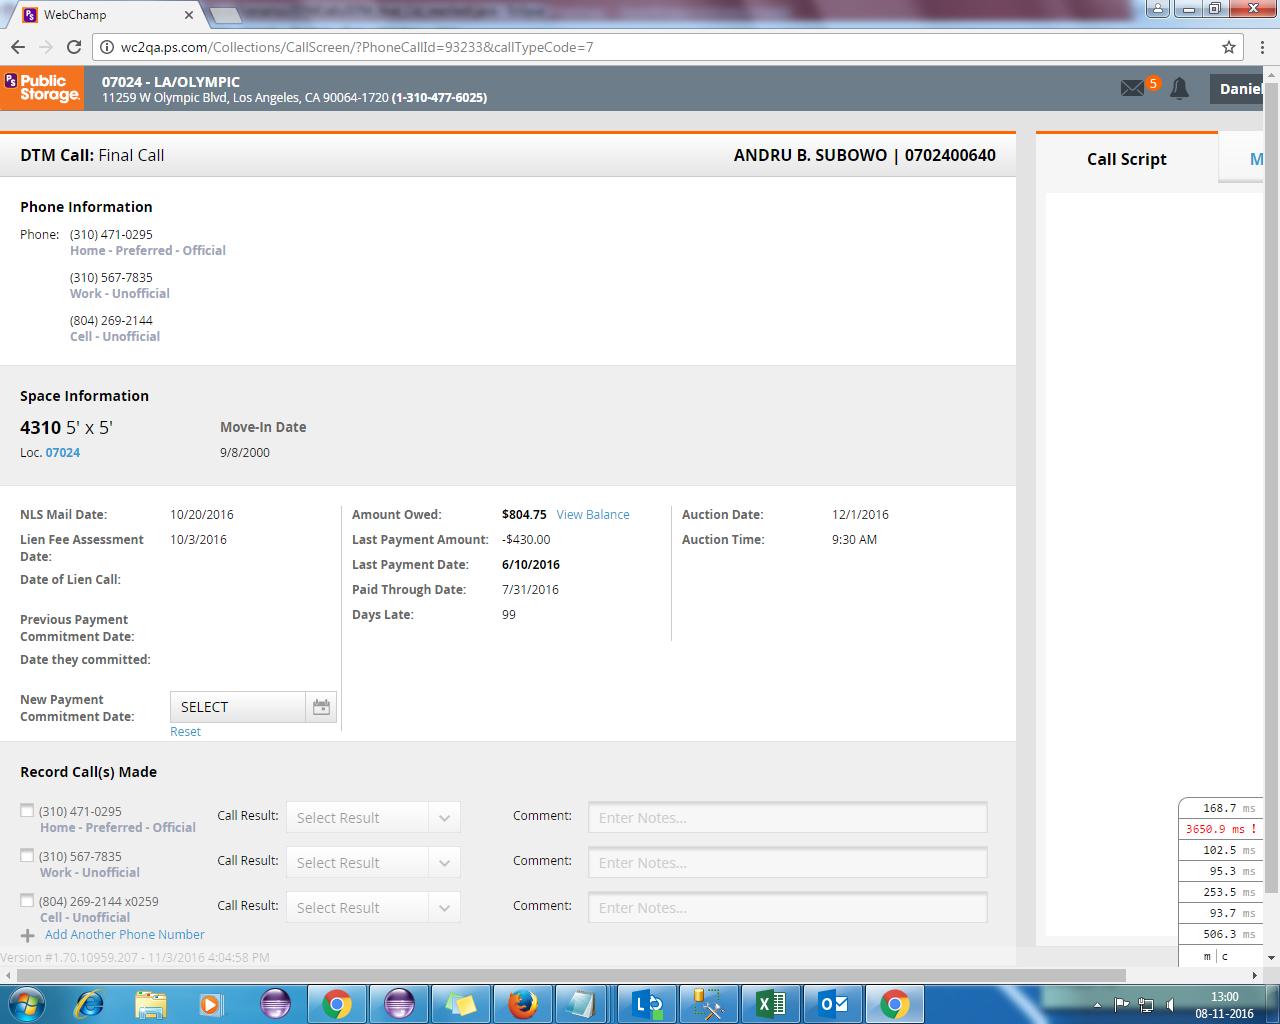 WebChamp
wc2qa.ps.com/Collections/CallScreen/?PhoneCallId=93233&callTypeCode=7
PS Public Storage.
07024 - LA/OLYMPIC
11259 W Olympic Blvd, Los Angeles, CA 90064-1720 (1-310-477-6025)
5
Daniel
DTM Call: Final Call
ANDRU B. SUBOWO | 0702400640
Call Script
M
Phone Information
Phone: (310) 471-0295
Home - Preferred - Official
(310) 567-7835
Work - Unofficial
(804) 269-2144
Cell - Unofficial
Space Information
4310 5' x 5'
Move-In Date
Loc. 07024
9/8/2000
NLS Mail Date: 10/20/2016
Lien Fee Assessment Date: 10/3/2016
Date of Lien Call:
Previous Payment
Commitment Date:
Date they committed:
New Payment
Commitment Date:
SELECT
Reset
Amount Owed: $804.75 View Balance
Last Payment Amount: -$430.00
Last Payment Date: 6/10/2016
Paid Through Date: 7/31/2016
Days Late: 99
Auction Date: 12/1/2016
Auction Time: 9:30 AM
Record Call(s) Made
(310) 471-0295 Call Result: Select Result Comment: Enter Notes...
Home - Preferred - Official
(310) 567-7835 Call Result: Select Result Comment: Enter Notes...
Work - Unofficial
(804) 269-2144 x0259 Call Result: Select Result Comment: Enter Notes...
Cell - Unofficial
Add Another Phone Number
Version #1.70.10959.207 - 11/3/2016 4:04:58 PM
168.7 ms
3650.9 ms !
102.5 ms
95.3 ms
253.5 ms
93.7 ms
506.3 ms
m | c
13:00
08-11-2016